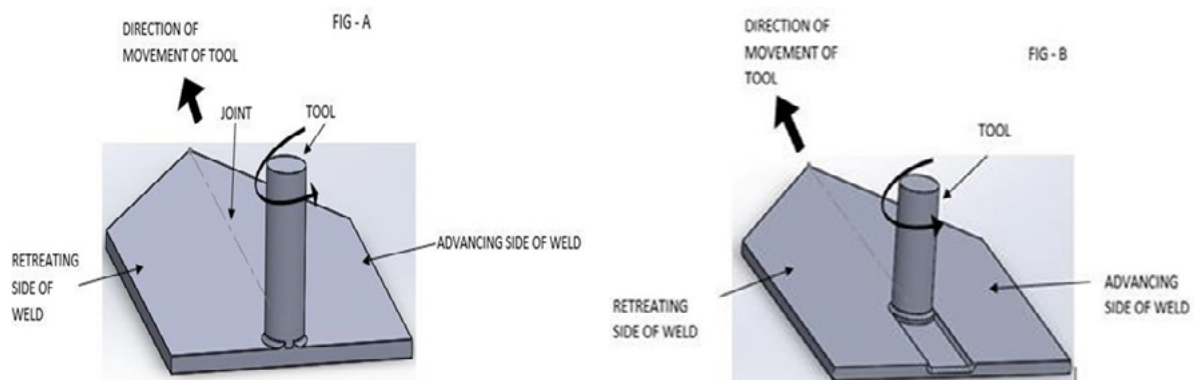 FIG - A
DIRECTION OF
MOVEMENT OF TOOL
JOINT
TOOL
RETREATING
SIDE OF
WELD
ADVANCING SIDE OF WELD
FIG - B
DIRECTION OF
MOVEMENT OF
TOOL
TOOL
RETREATING
SIDE OF WELD
ADVANCING
SIDE OF WELD